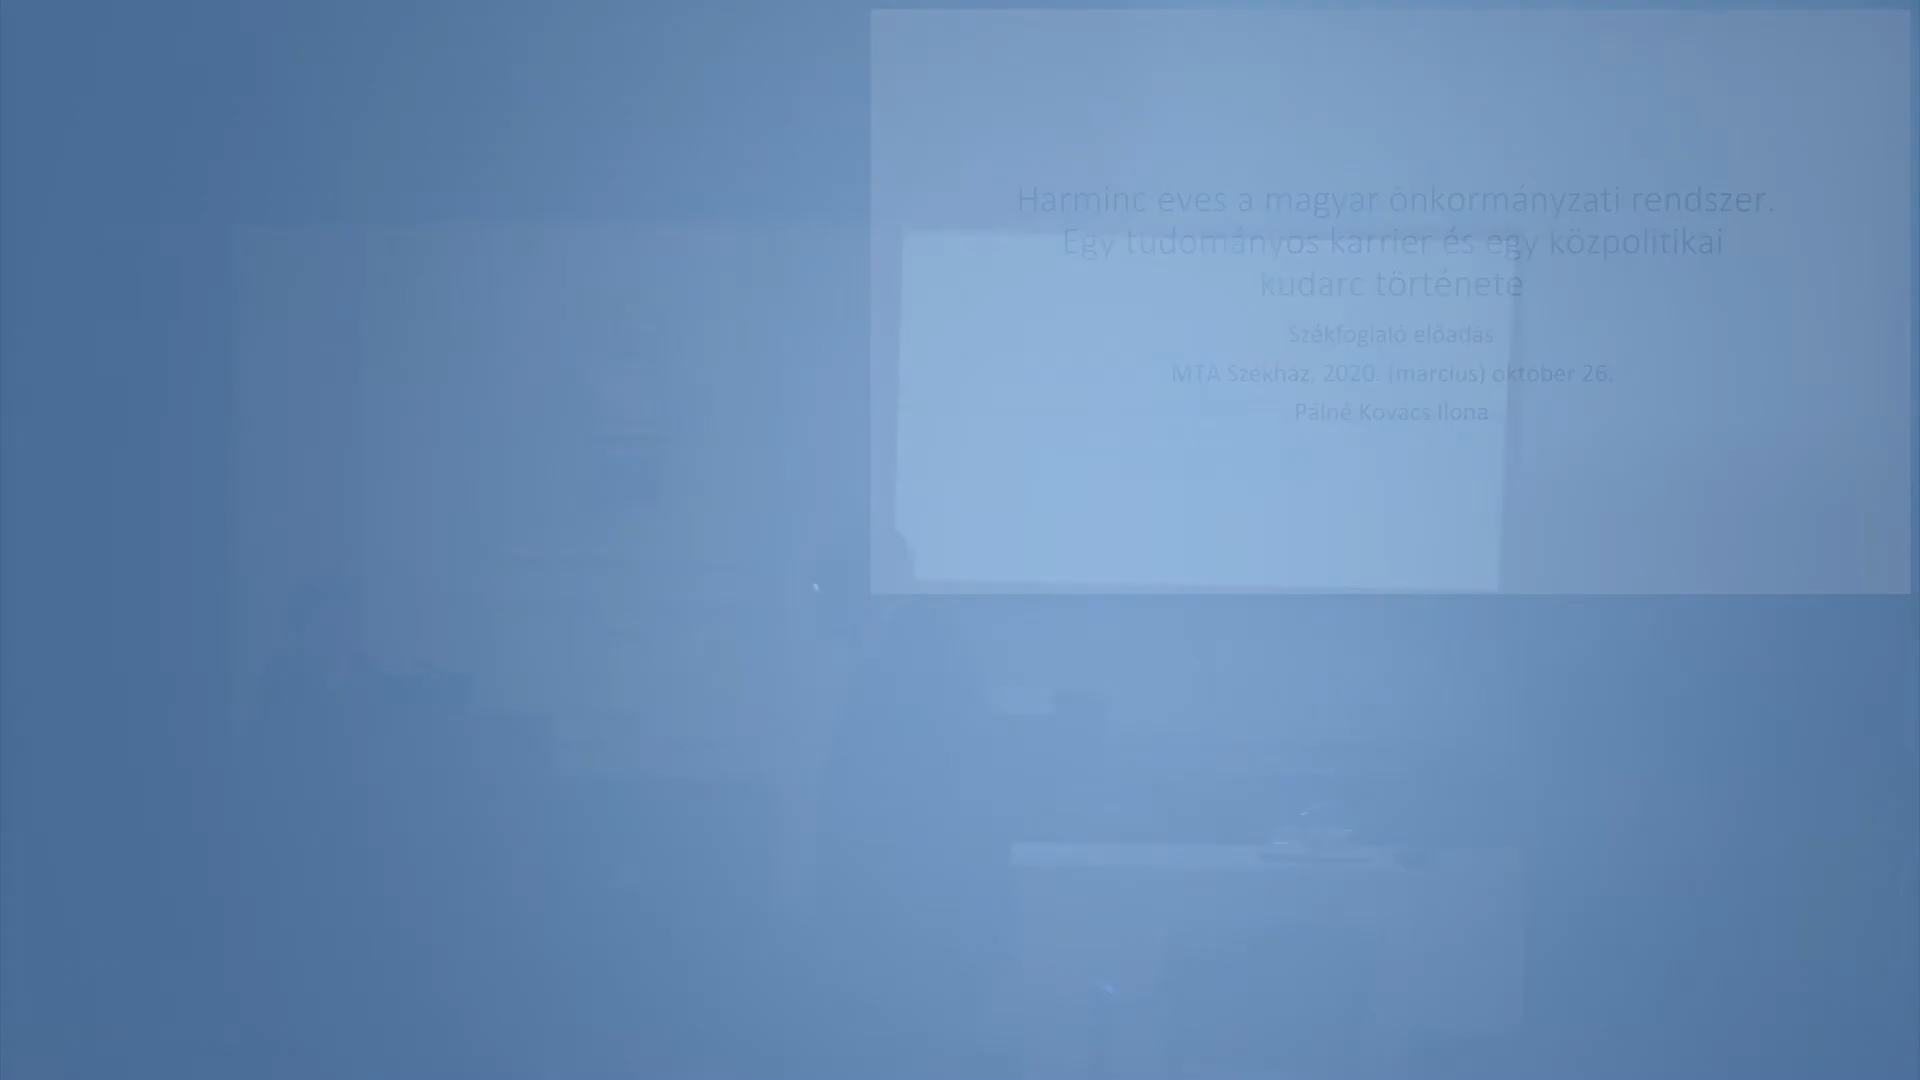 Harminc éves a magyar önkormányzati rendszer.
Egy tudományos karrier és egy közpolitikai
kudarc története
Székfoglaló előadás
MTA Székház, 2020. (március) október 26.
Pálné Kovács Ilona